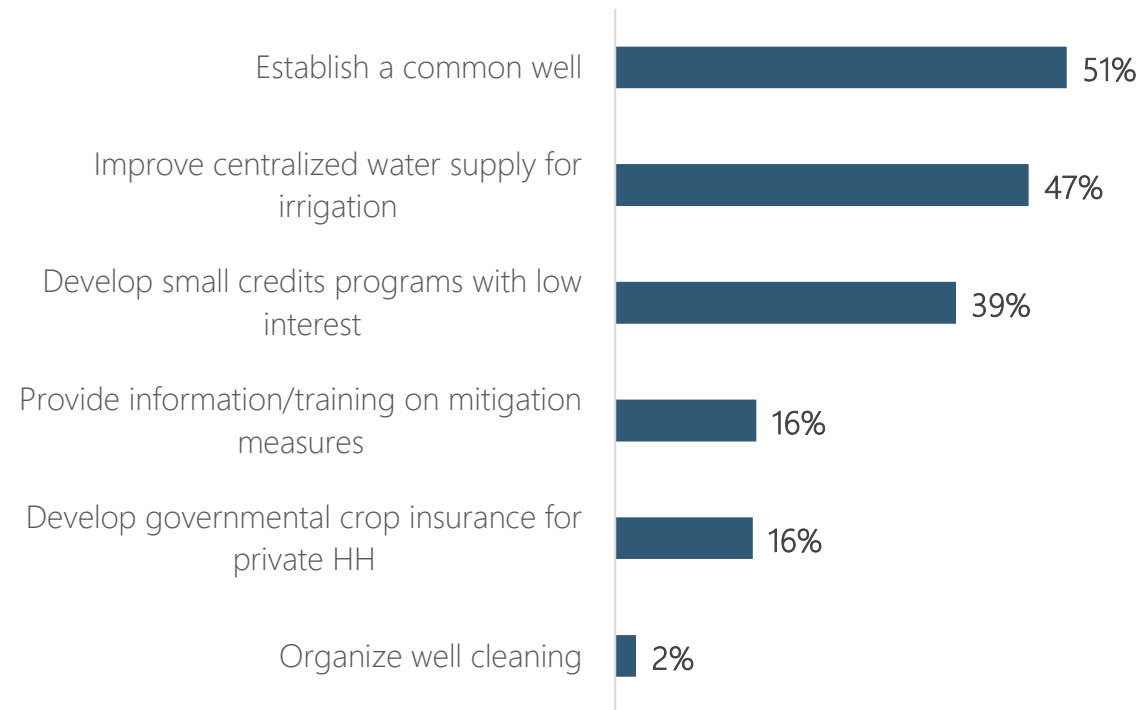 Establish a common well
51%
Improve centralized water supply for
irrigation
47%
Develop small credits programs with low
interest
39%
Provide information/training on mitigation
measures
16%
Develop governmental crop insurance for
private HH
16%
Organize well cleaning
2%